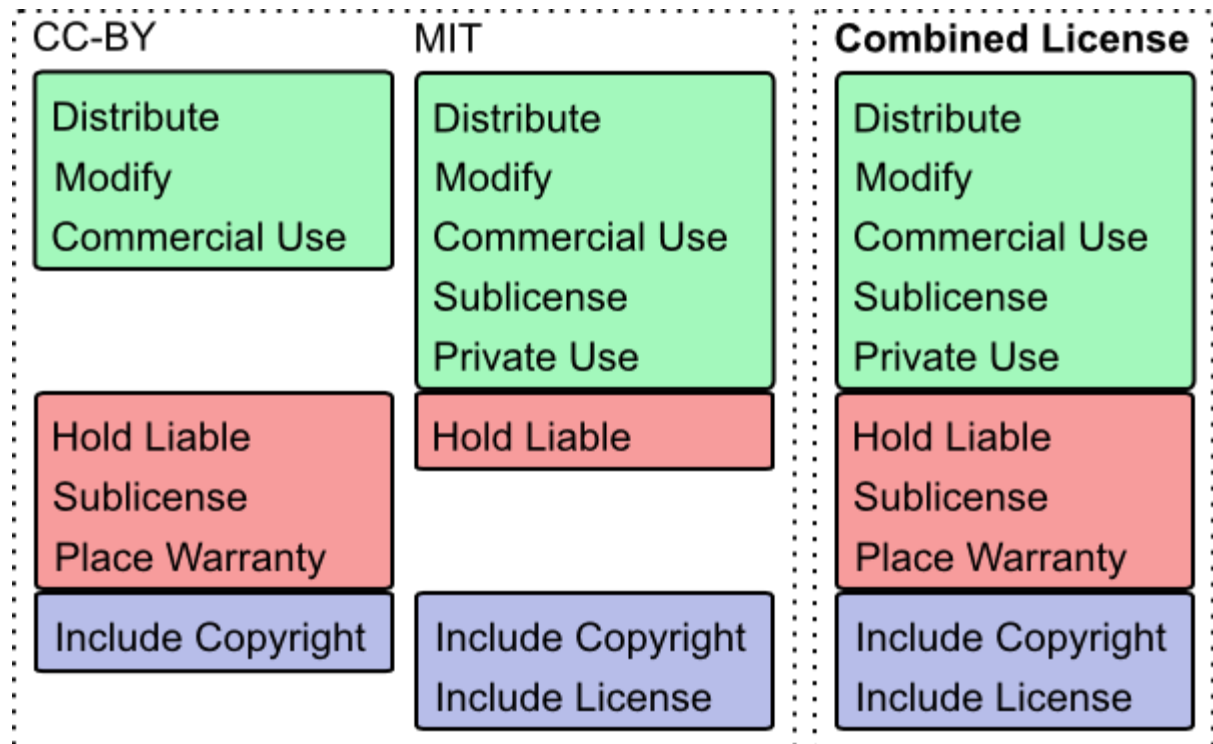 CC-BY
Distribute
Modify
Commercial Use
Hold Liable
Sublicense
Place Warranty
Include Copyright
MIT
Distribute
Modify
Commercial Use
Sublicense
Private Use
Hold Liable
Include Copyright
Include License
Combined License
Distribute
Modify
Commercial Use
Sublicense
Private Use
Hold Liable
Sublicense
Place Warranty
Include Copyright
Include License